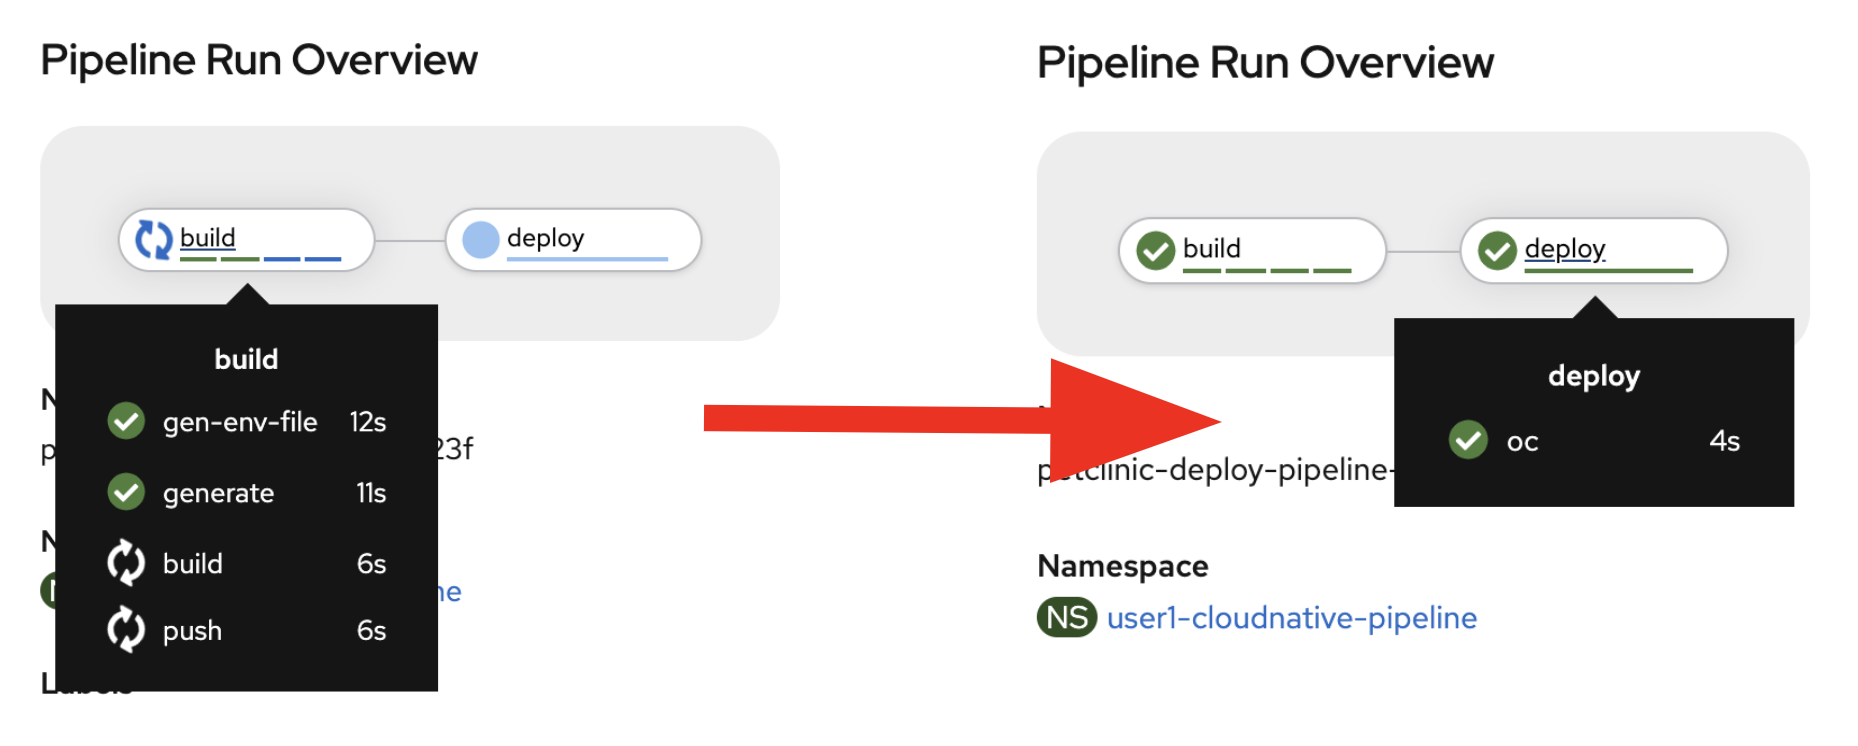 Pipeline Run Overview
build
deploy
build
gen-env-file 12s
generate 11s
build 6s
push 6s
23f
Pipeline Run Overview
build
deploy
deploy
oc 4s
petclinic-deploy-pipeline-
Namespace
NS user1-cloudnative-pipeline